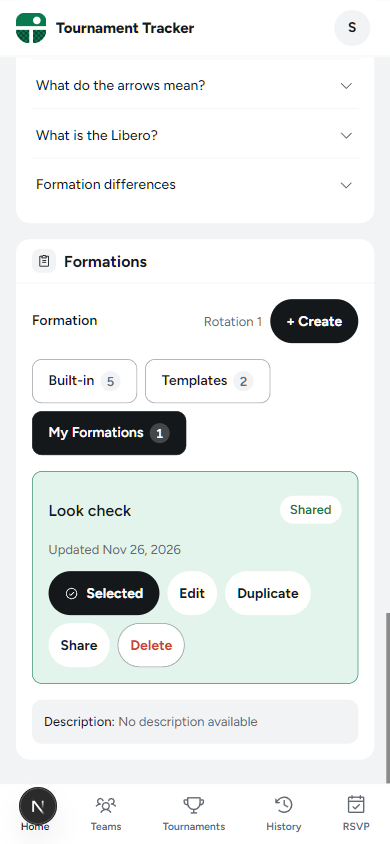 Tournament Tracker
S
What do the arrows mean?
What is the Libero?
Formation differences
Formations
Formation
Rotation 1
+ Create
Built-in 5
Templates 2
My Formations 1
Look check
Shared
Updated Nov 26, 2026
Selected
Edit
Duplicate
Share
Delete
Description: No description available
N
Home
Teams
Tournaments
History
RSVP